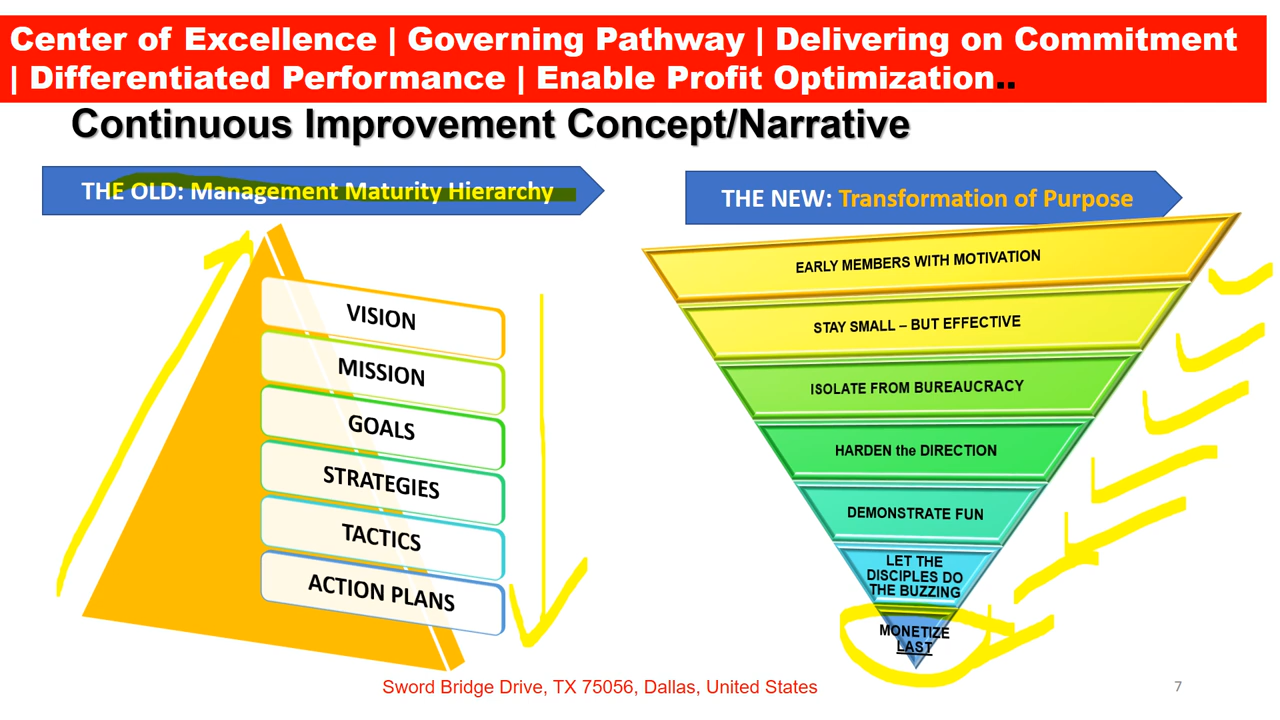 Center of Excellence | Governing Pathway | Delivering on Commitment
| Differentiated Performance | Enable Profit Optimization..
Continuous Improvement Concept/Narrative
THE OLD: Management Maturity Hierarchy
VISION
MISSION
GOALS
STRATEGIES
TACTICS
ACTION PLANS
THE NEW: Transformation of Purpose
EARLY MEMBERS WITH MOTIVATION
STAY SMALL – BUT EFFECTIVE
ISOLATE FROM BUREAUCRACY
HARDEN the DIRECTION
DEMONSTRATE FUN
LET THE
DISCIPLES DO
THE BUZZING
MONETIZE
LAST
Sword Bridge Drive, TX 75056, Dallas, United States
7